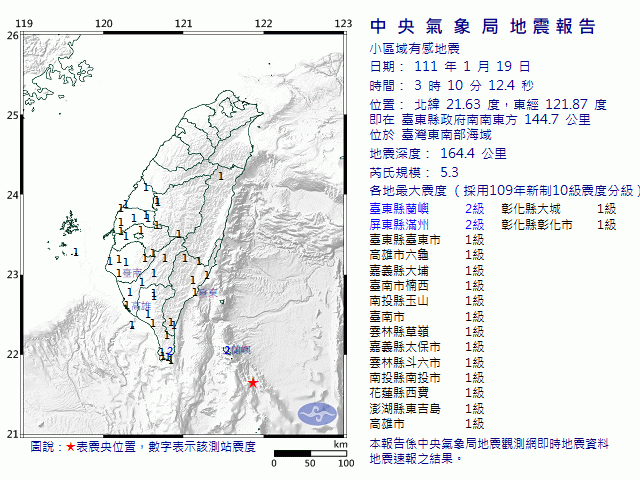 中 央 氣 象 局 地 震 報 告
小區域有感地震
日期： 111 年 1 月 19 日
時間： 3 時 10 分 12.4 秒
位置： 北緯 21.63 度，東經 121.87 度
即在 臺東縣政府南南東方 144.7 公里
位於 臺灣東南部海域
地震深度： 164.4 公里
芮氏規模： 5.3
各地最大震度（採用109年新制10級震度分級）
臺東縣蘭嶼 2級 彰化縣大城 1級
屏東縣滿州 2級 彰化縣彰化市 1級
臺東縣臺東市 1級
高雄市六龜 1級
嘉義縣大埔 1級
臺南市楠西 1級
南投縣玉山 1級
臺南市 1級
雲林縣草嶺 1級
嘉義縣太保市 1級
雲林縣斗六市 1級
南投縣南投市 1級
花蓮縣西寶 1級
澎湖縣東吉島 1級
高雄市 1級
本報告係中央氣象局地震觀測網即時地震資料
地震速報之結果。
119 120 121 122 123
26
25
24
23
22
21
臺南
高雄
臺東
蘭嶼
圖說：★表震央位置，數字表示該測站震度
km
0 50 100